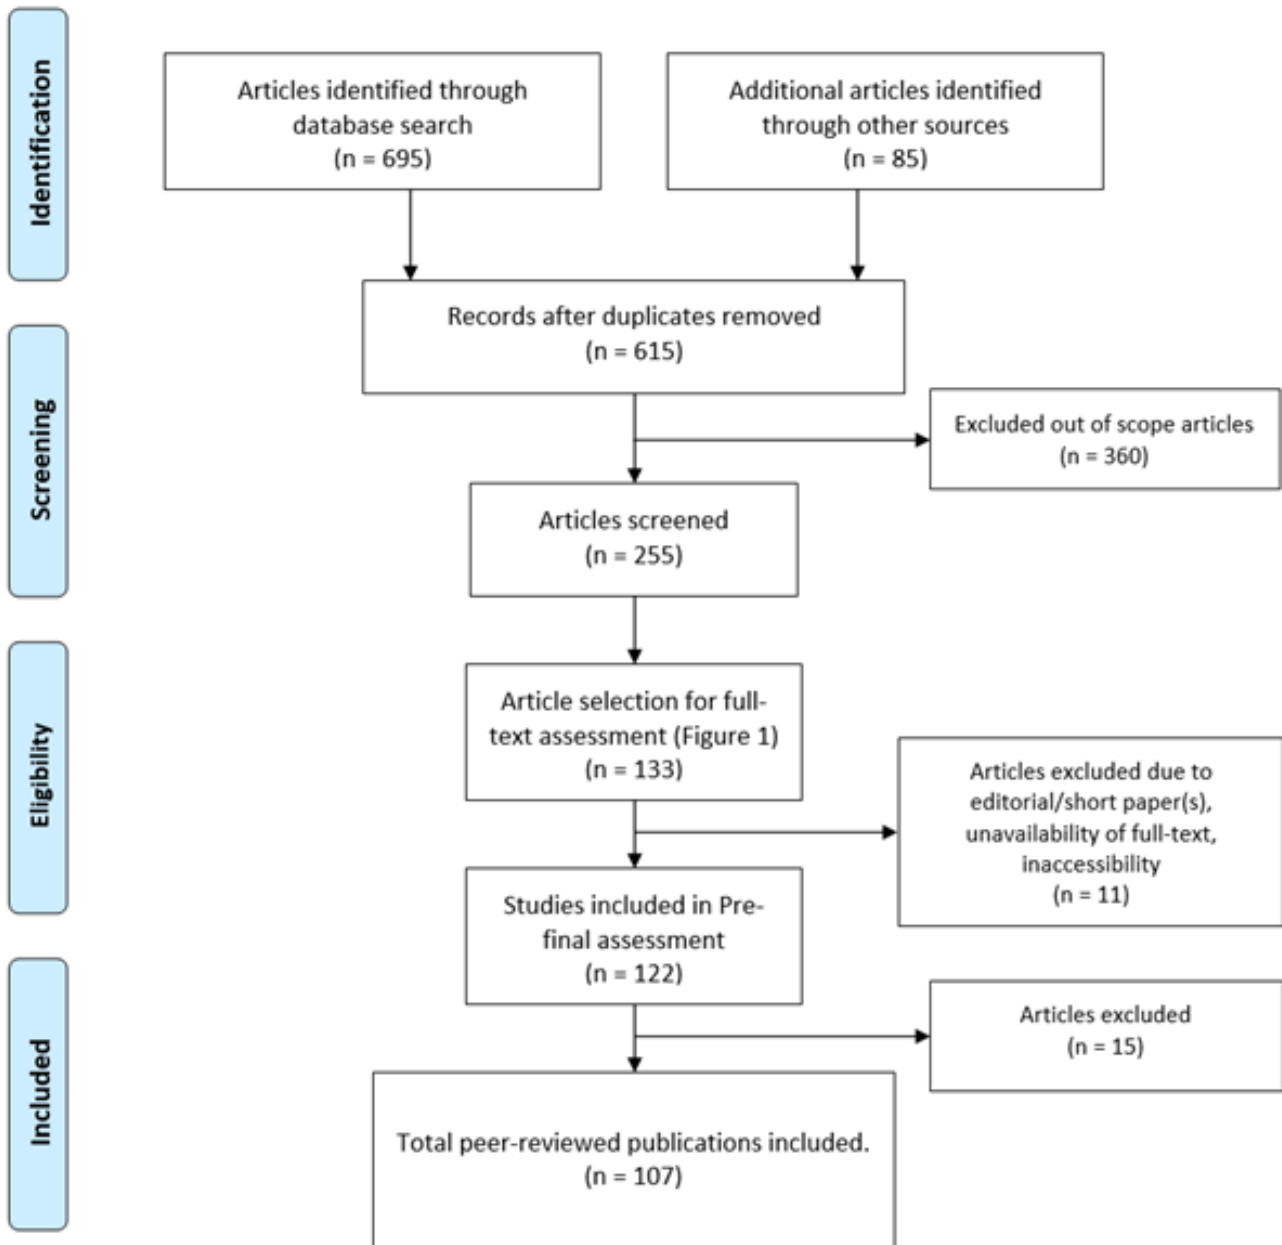 Identification
Articles identified through
database search
(n = 695)
Additional articles identified
through other sources
(n = 85)
Records after duplicates removed
(n = 615)
Screening
Excluded out of scope articles
(n = 360)
Articles screened
(n = 255)
Eligibility
Article selection for full-
text assessment (Figure 1)
(n = 133)
Articles excluded due to
editorial/short paper(s),
unavailability of full-text,
inaccessibility
(n = 11)
Studies included in Pre-
final assessment
(n = 122)
Included
Articles excluded
(n = 15)
Total peer-reviewed publications included.
(n = 107)